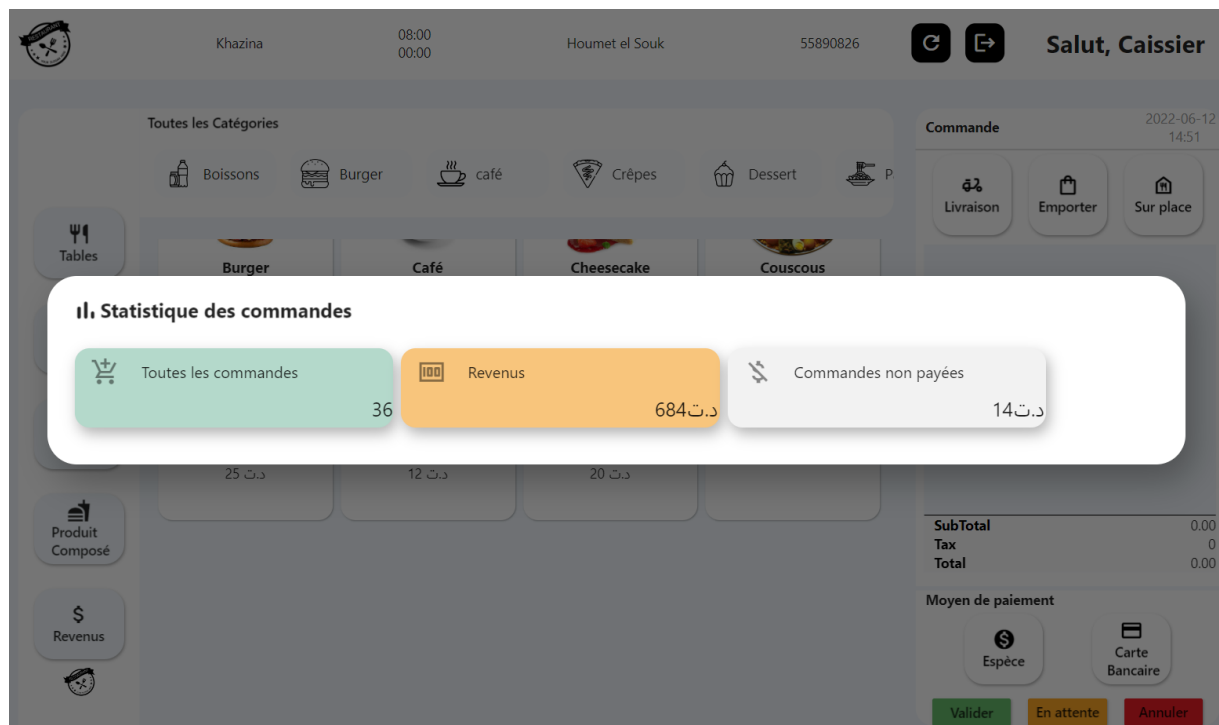 Khazina
08:00
00:00
Houmet el Souk
55890826
Salut, Caissier
Toutes les Catégories
Boissons
Burger
café
Crêpes
Dessert
P
Commande
2022-06-12
14:51
Livraison
Emporter
Sur place
Tables
Burger
Café
Cheesecake
Couscous
Statistique des commandes
Toutes les commandes
36
Revenus
684د.ت
Commandes non payées
14د.ت
25 د.ت
12 د.ت
20 د.ت
Produit
Composé
SubTotal 0.00
Tax 0
Total 0.00
Revenus
Moyen de paiement
Espèce
Carte
Bancaire
Valider
En attente
Annuler